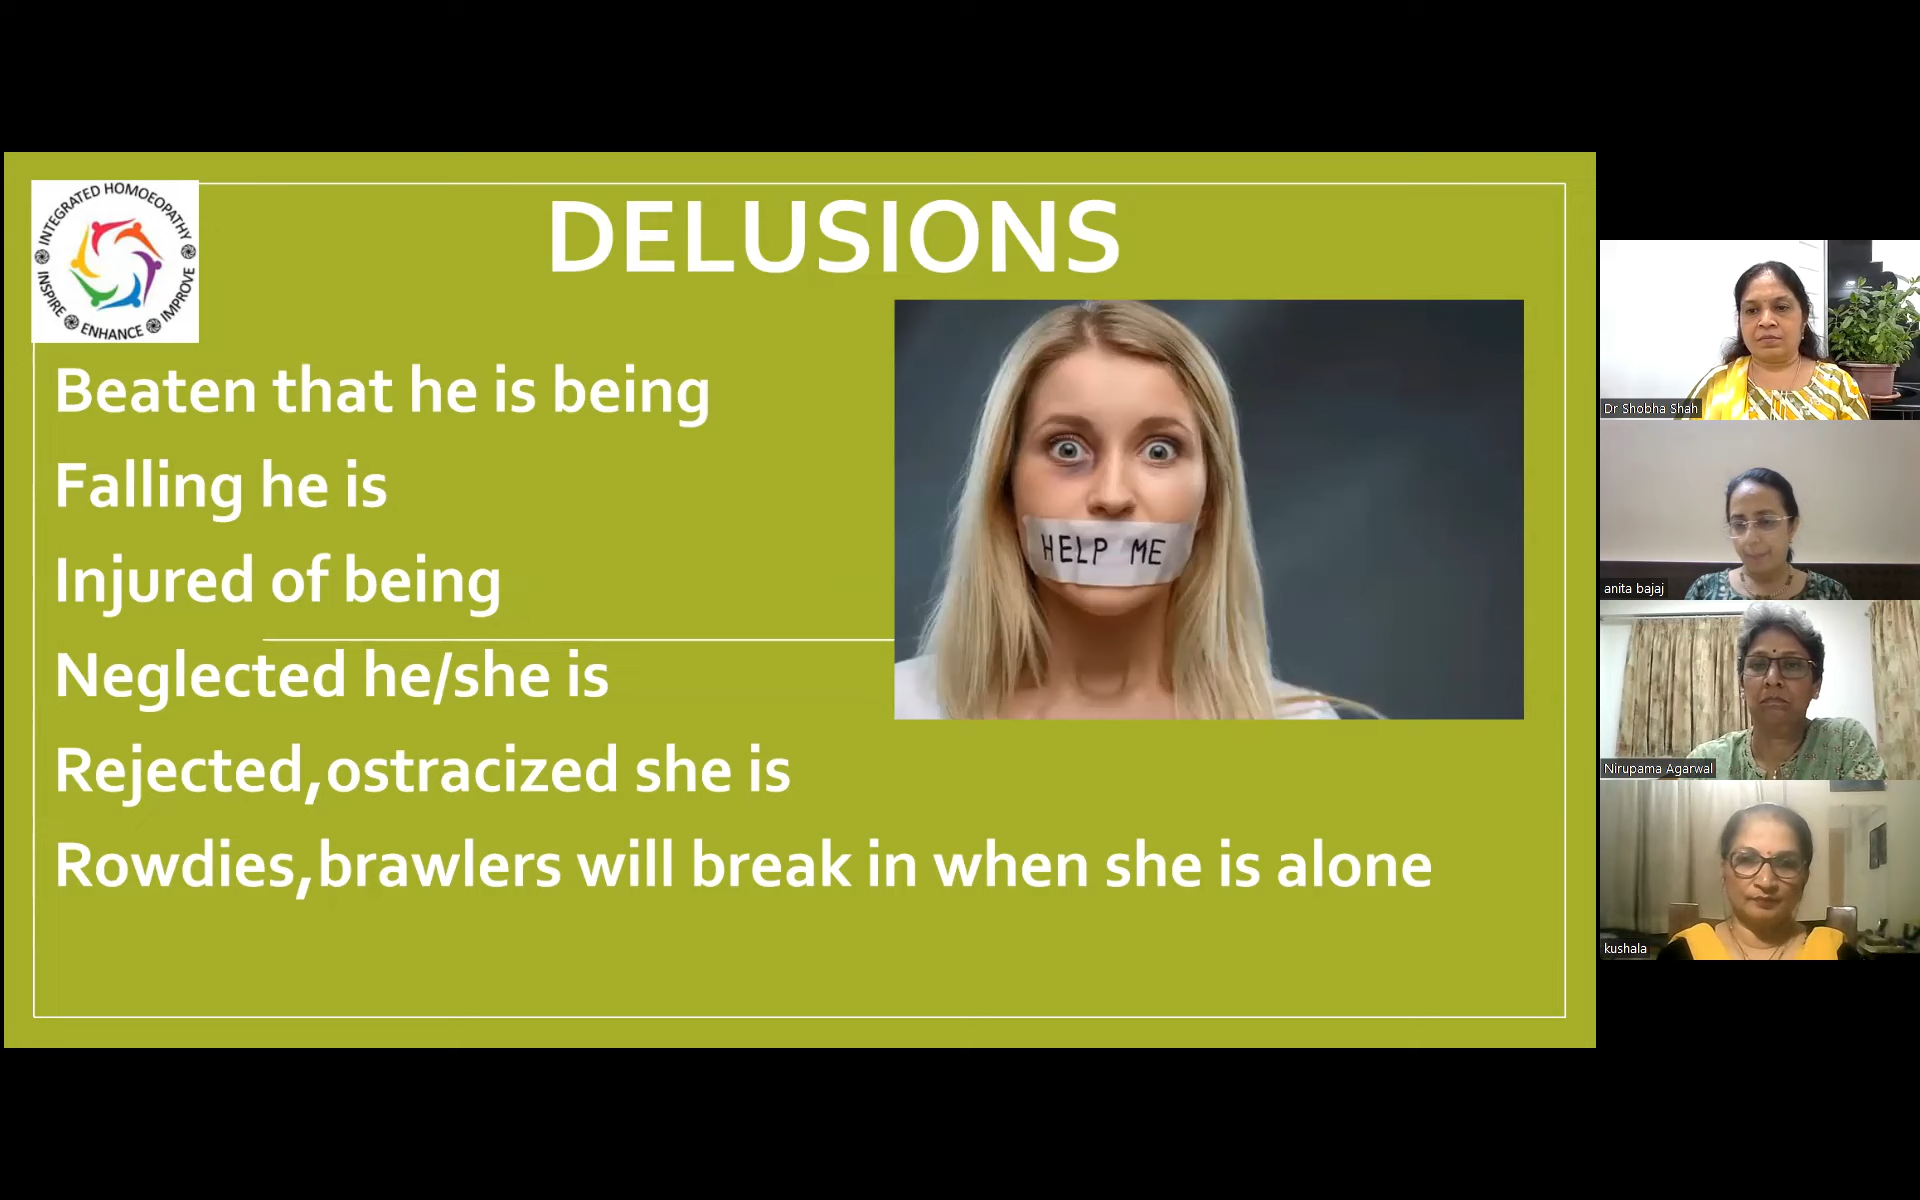 INTEGRATED HOMOEOPATHY
INSPIRE ENHANCE IMPROVE
DELUSIONS
Beaten that he is being
Falling he is
Injured of being
Neglected he/she is
Rejected,ostracized she is
Rowdies,brawlers will break in when she is alone
HELP ME
Dr Shobha Shah
anita bajaj
Nirupama Agarwal
kushala